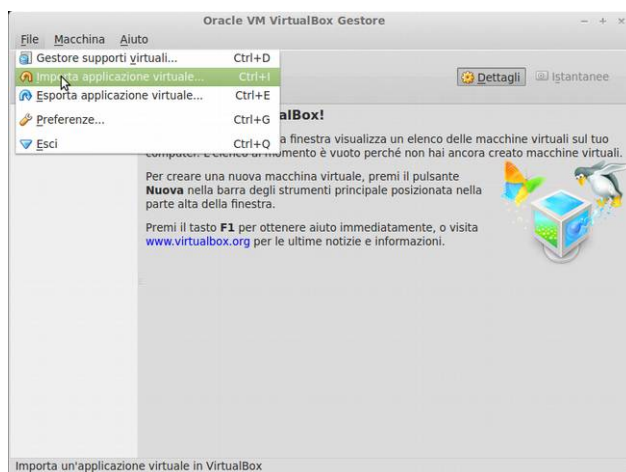 Oracle VM VirtualBox Gestore
File Macchina Aiuto
Gestore supporti virtuali... Ctrl+D
Importa applicazione virtuale... Ctrl+I
Esporta applicazione virtuale... Ctrl+E
Preferenze... Ctrl+G
Esci Ctrl+Q
Dettagli Istantanee
alBox!
a finestra visualizza un elenco delle macchine virtuali sul tuo
computer. L'elenco al momento è vuoto perché non hai ancora creato macchine virtuali.
Per creare una nuova macchina virtuale, premi il pulsante
Nuova nella barra degli strumenti principale posizionata nella
parte alta della finestra.
Premi il tasto F1 per ottenere aiuto immediatamente, o visita
www.virtualbox.org per le ultime notizie e informazioni.
Importa un'applicazione virtuale in VirtualBox